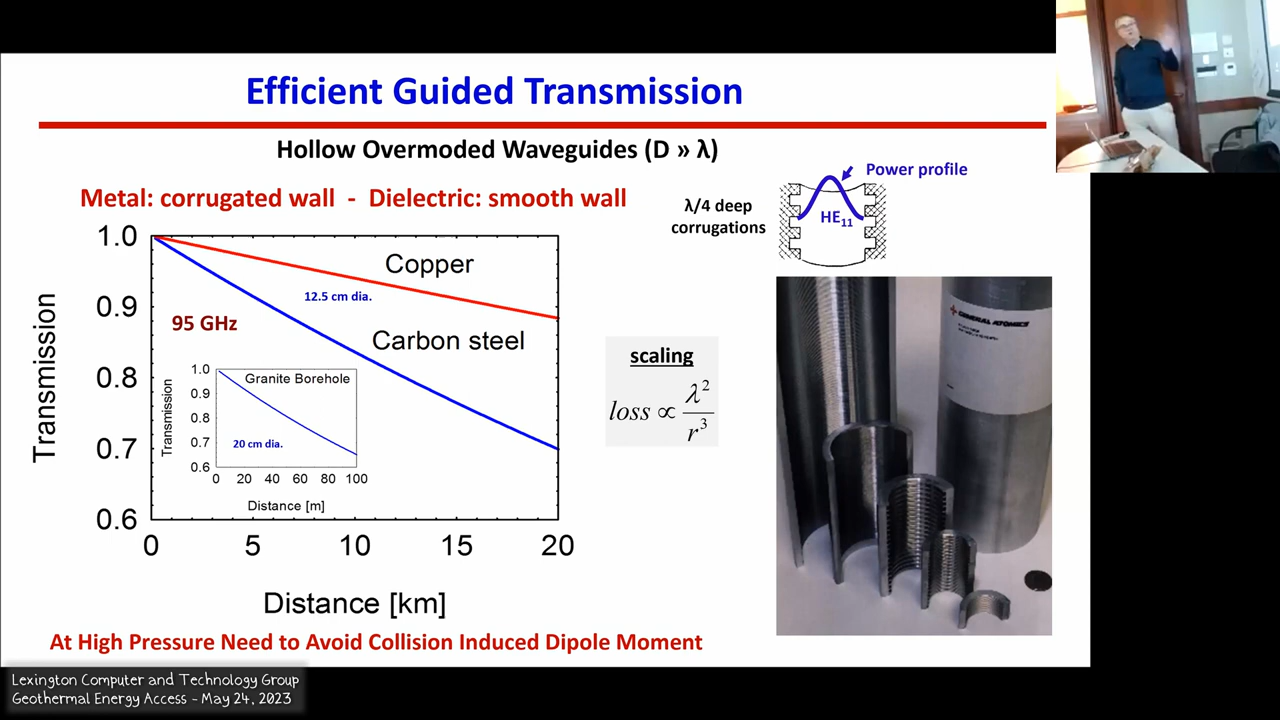 Efficient Guided Transmission
Hollow Overmoded Waveguides (D » λ)
Metal: corrugated wall - Dielectric: smooth wall
Power profile
λ/4 deep
corrugations
HE₁₁
1.0
0.9
0.8
0.7
0.6
Transmission
Copper
12.5 cm dia.
95 GHz
Carbon steel
Granite Borehole
1.0
0.9
0.8
0.7
0.6
Transmission
20 cm dia.
0 20 40 60 80 100
Distance [m]
0 5 10 15 20
Distance [km]
scaling
loss ∝ λ²/r³
GENERAL ATOMICS
At High Pressure Need to Avoid Collision Induced Dipole Moment
Lexington Computer and Technology Group
Geothermal Energy Access - May 24, 2023